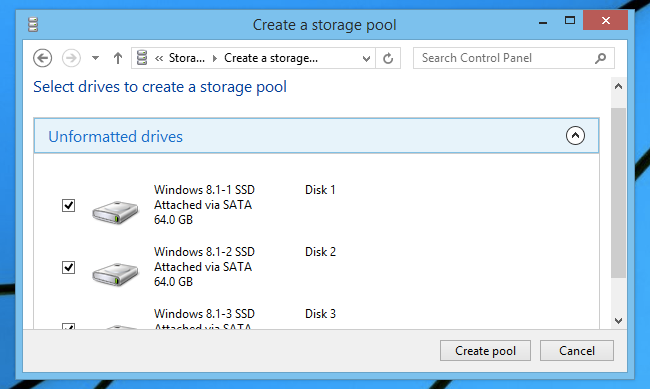 Create a storage pool
« Stora... Create a storage...
Search Control Panel
Select drives to create a storage pool
Unformatted drives
Windows 8.1-1 SSD Disk 1
Attached via SATA
64.0 GB
Windows 8.1-2 SSD Disk 2
Attached via SATA
64.0 GB
Windows 8.1-3 SSD Disk 3
Attached via SATA
Create pool
Cancel